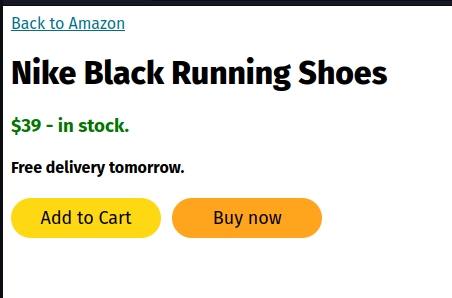 Back to Amazon
Nike Black Running Shoes
$39 - in stock.
Free delivery tomorrow.
Add to Cart Buy now